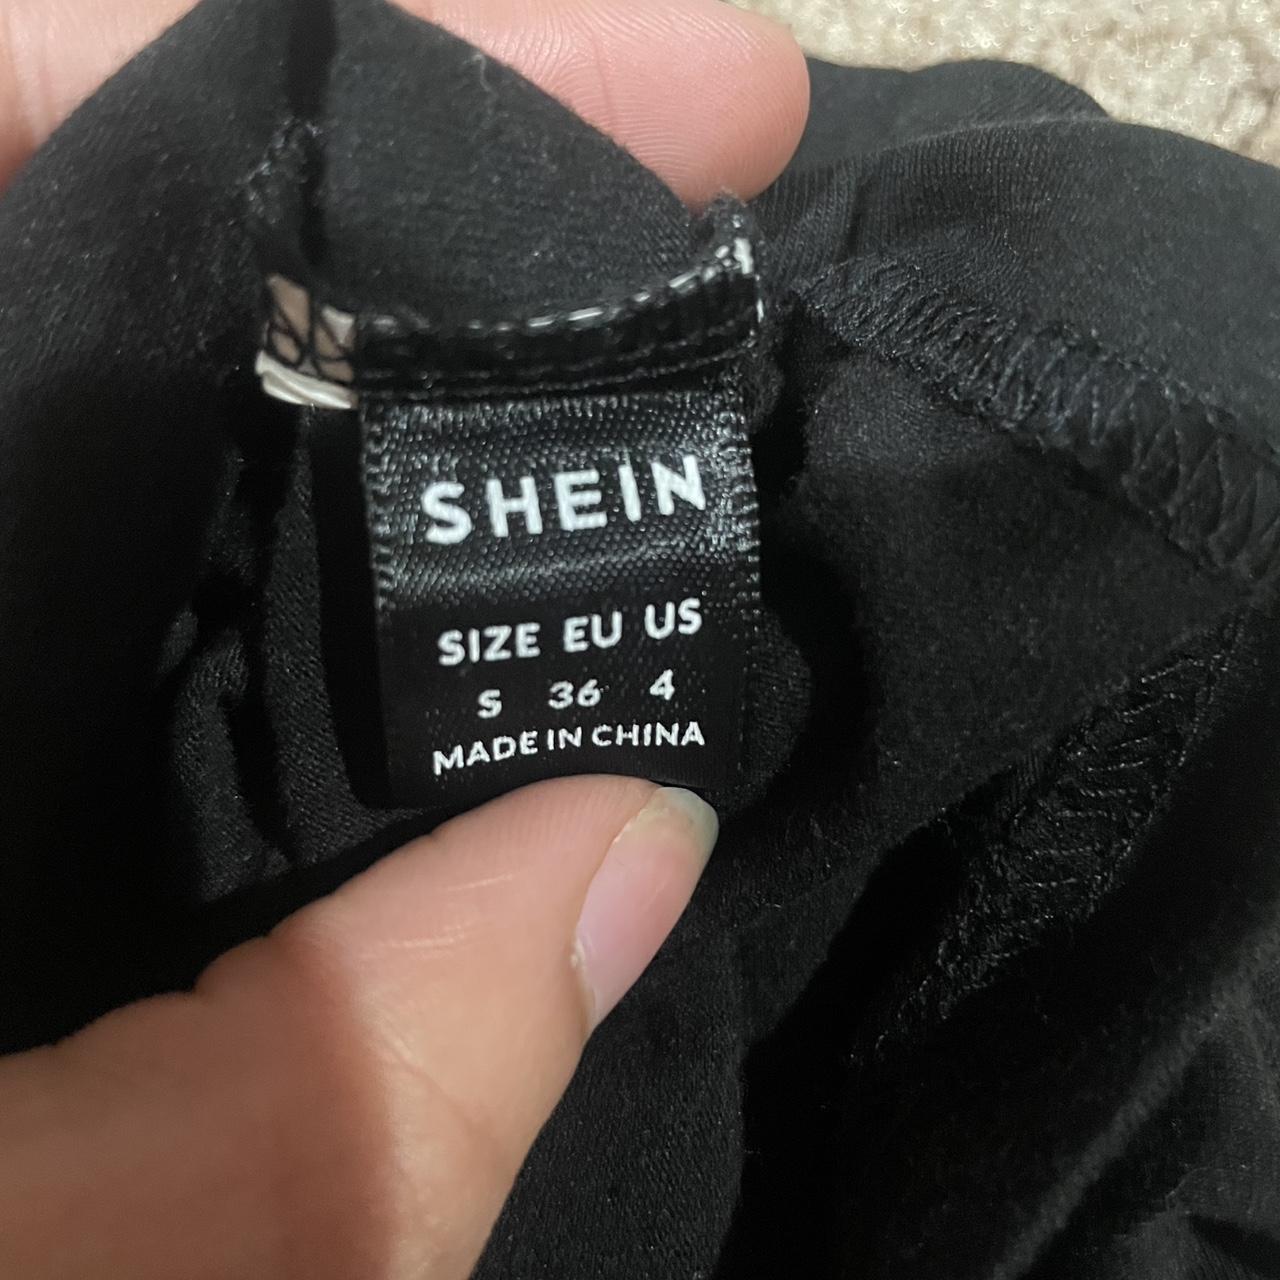 SHEIN
SIZE EU US
S 36 4
MADE IN CHINA